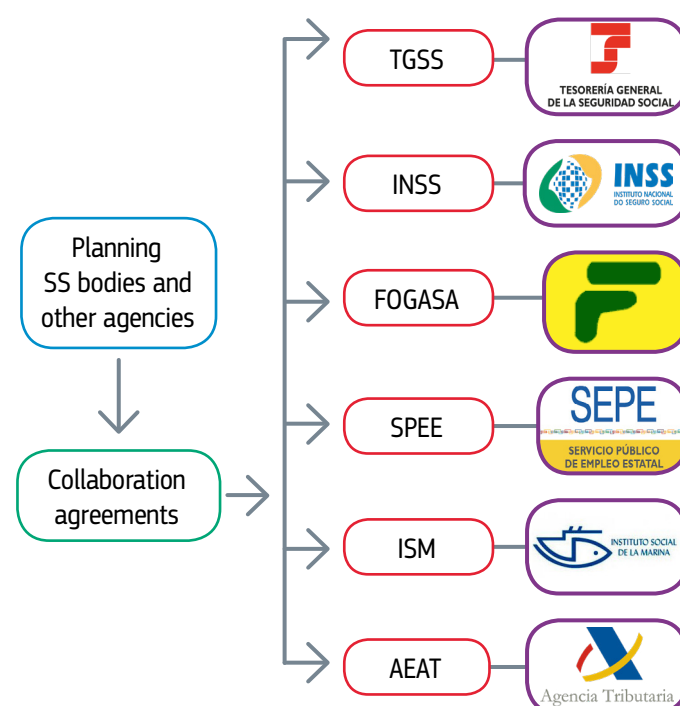 Planning
SS bodies and
other agencies
Collaboration
agreements
TGSS
TESORERÍA GENERAL
DE LA SEGURIDAD SOCIAL
INSS
INSS
INSTITUTO NACIONAL
DO SEGURO SOCIAL
FOGASA
SPEE
SEPE
SERVICIO PÚBLICO
DE EMPLEO ESTATAL
ISM
INSTITUTO SOCIAL
DE LA MARINA
AEAT
Agencia Tributaria